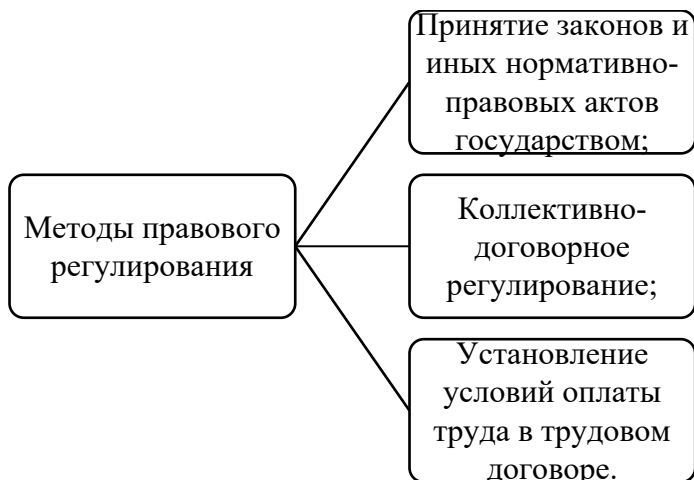 Методы правового
регулирования
Принятие законов и
иных нормативно-
правовых актов
государством;
Коллективно-
договорное
регулирование;
Установление
условий оплаты
труда в трудовом
договоре.